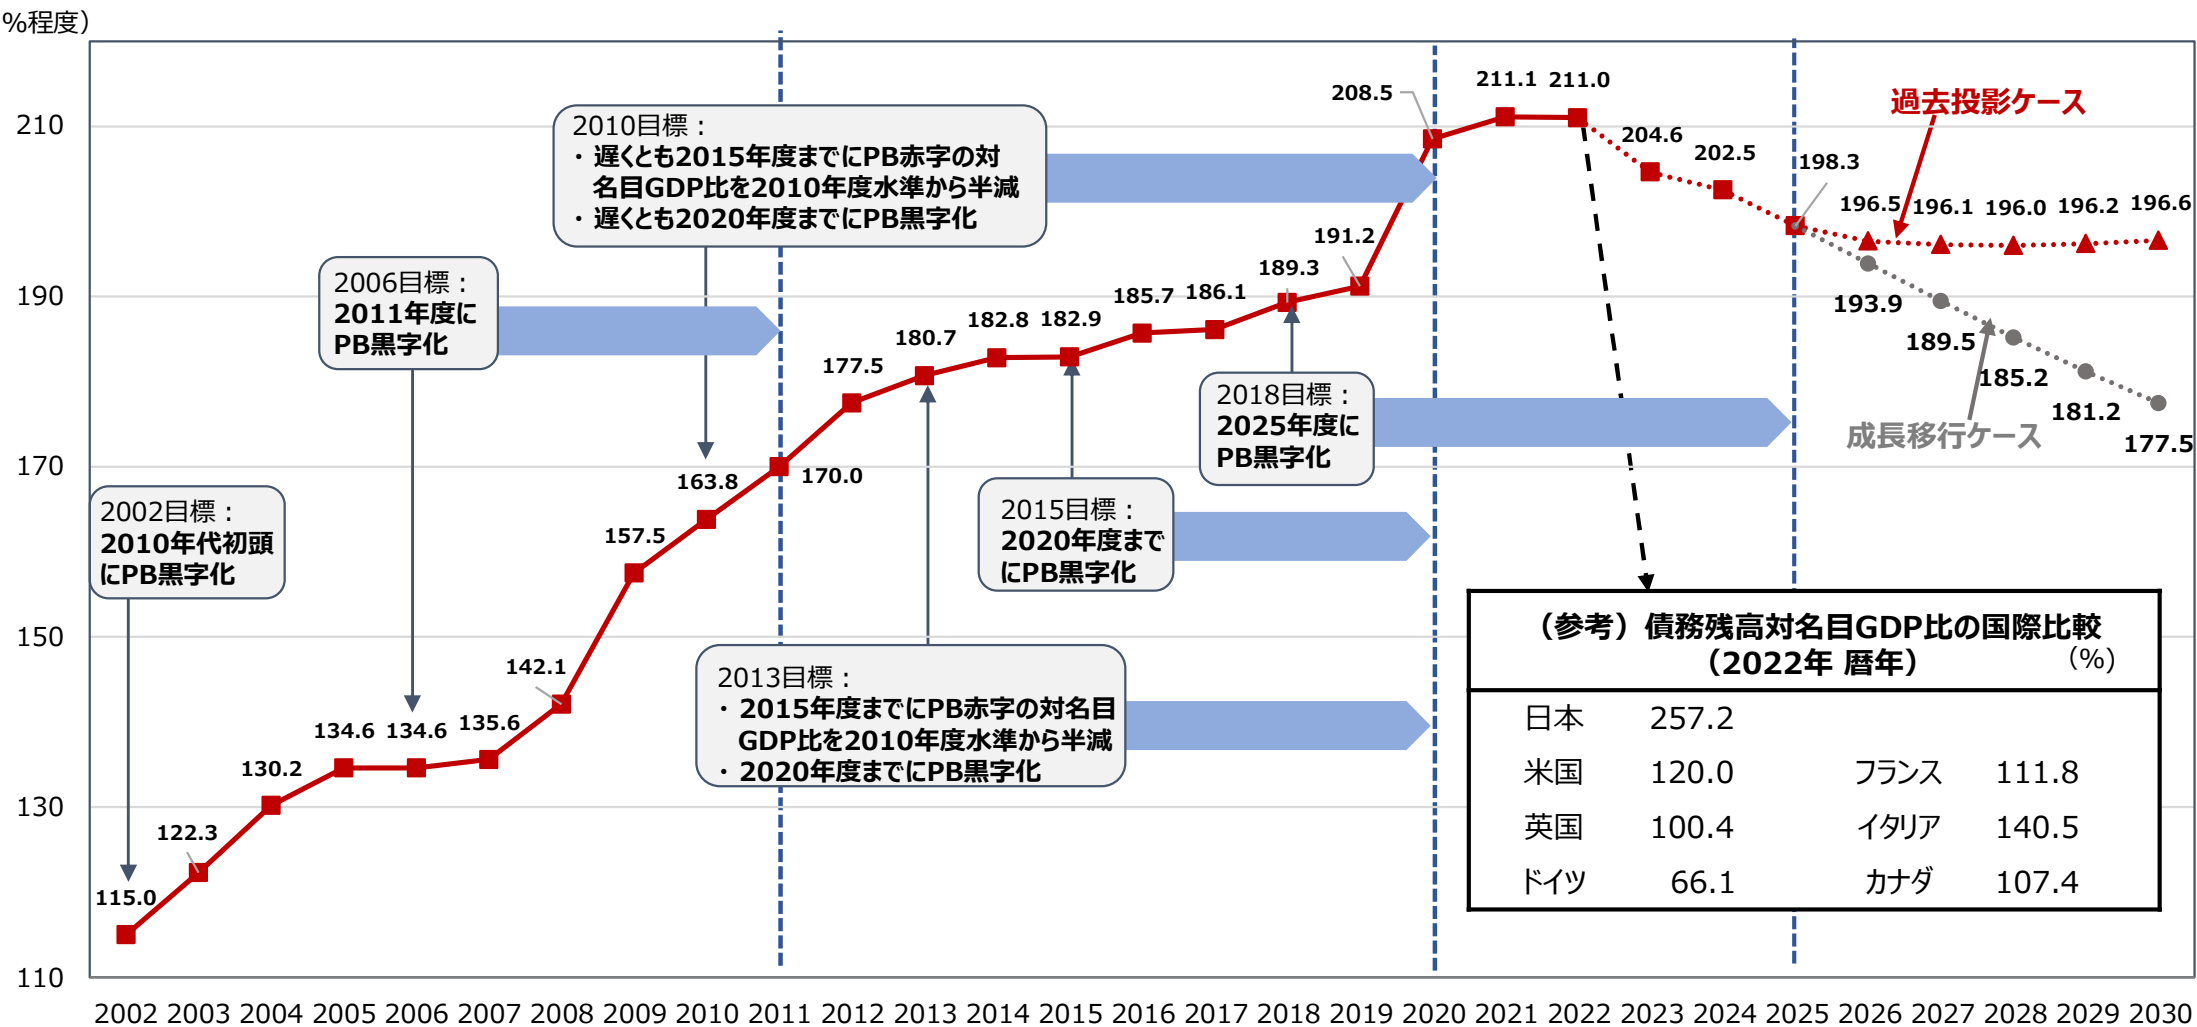 %程度）
210
190
170
150
130
110
2002目標：
2010年代初頭
にPB黒字化
2006目標：
2011年度に
PB黒字化
2010目標：
・ 遅くとも2015年度までにPB赤字の対
名目GDP比を2010年度水準から半減
・ 遅くとも2020年度までにPB黒字化
2013目標：
・ 2015年度までにPB赤字の対名目
GDP比を2010年度水準から半減
・ 2020年度までにPB黒字化
2015目標：
2020年度まで
にPB黒字化
2018目標：
2025年度に
PB黒字化
115.0
122.3
130.2
134.6
134.6
135.6
142.1
157.5
163.8
170.0
177.5
180.7
182.8
182.9
185.7
186.1
189.3
191.2
208.5
211.1
211.0
204.6
202.5
198.3
過去投影ケース
196.5
196.1
196.0
196.2
196.6
193.9
189.5
185.2
181.2
177.5
成長移行ケース
（参考）債務残高対名目GDP比の国際比較
（2022年 暦年） （%）
日本 257.2
米国 120.0 フランス 111.8
英国 100.4 イタリア 140.5
ドイツ 66.1 カナダ 107.4
2002 2003 2004 2005 2006 2007 2008 2009 2010 2011 2012 2013 2014 2015 2016 2017 2018 2019 2020 2021 2022 2023 2024 2025 2026 2027 2028 2029 2030